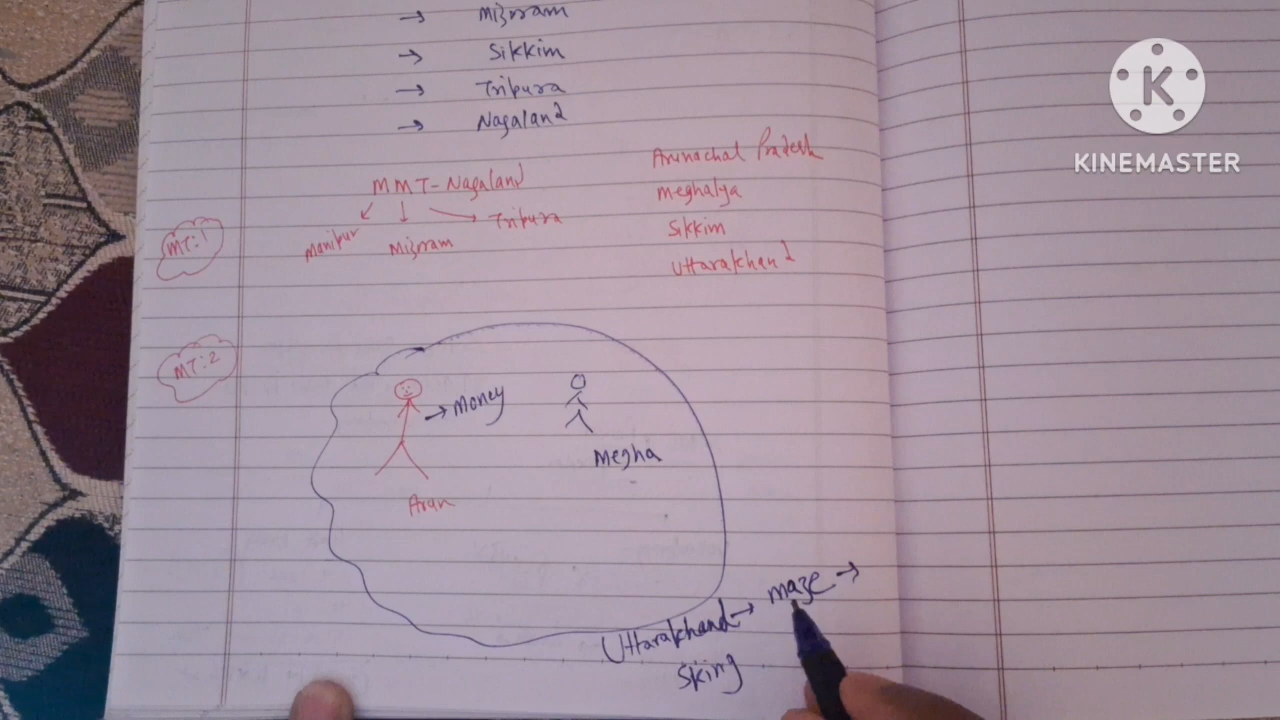 → Mizoram
→ Sikkim
→ Tripura
→ Nagaland
K
KINEMASTER
MMT-Nagaland
Manipur
Mizoram
Tripura
Arunachal Pradesh
Meghalya
Sikkim
Uttarakhand
MT:1
MT:2
→ Money
Megha
Arun
Uttarakhand → maze →
Sking